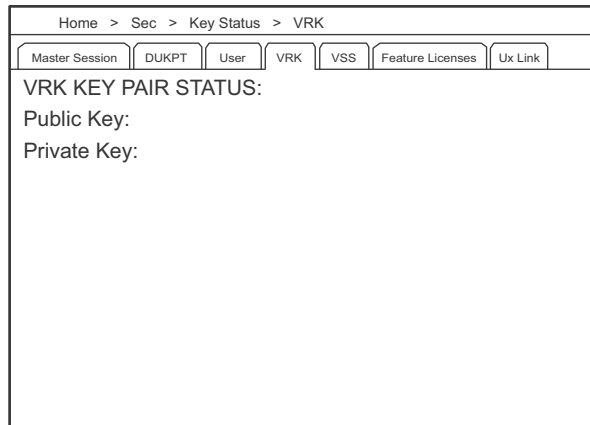 Home > Sec > Key Status > VRK
Master Session DUKPT User VRK VSS Feature Licenses Ux Link
VRK KEY PAIR STATUS:
Public Key:
Private Key: